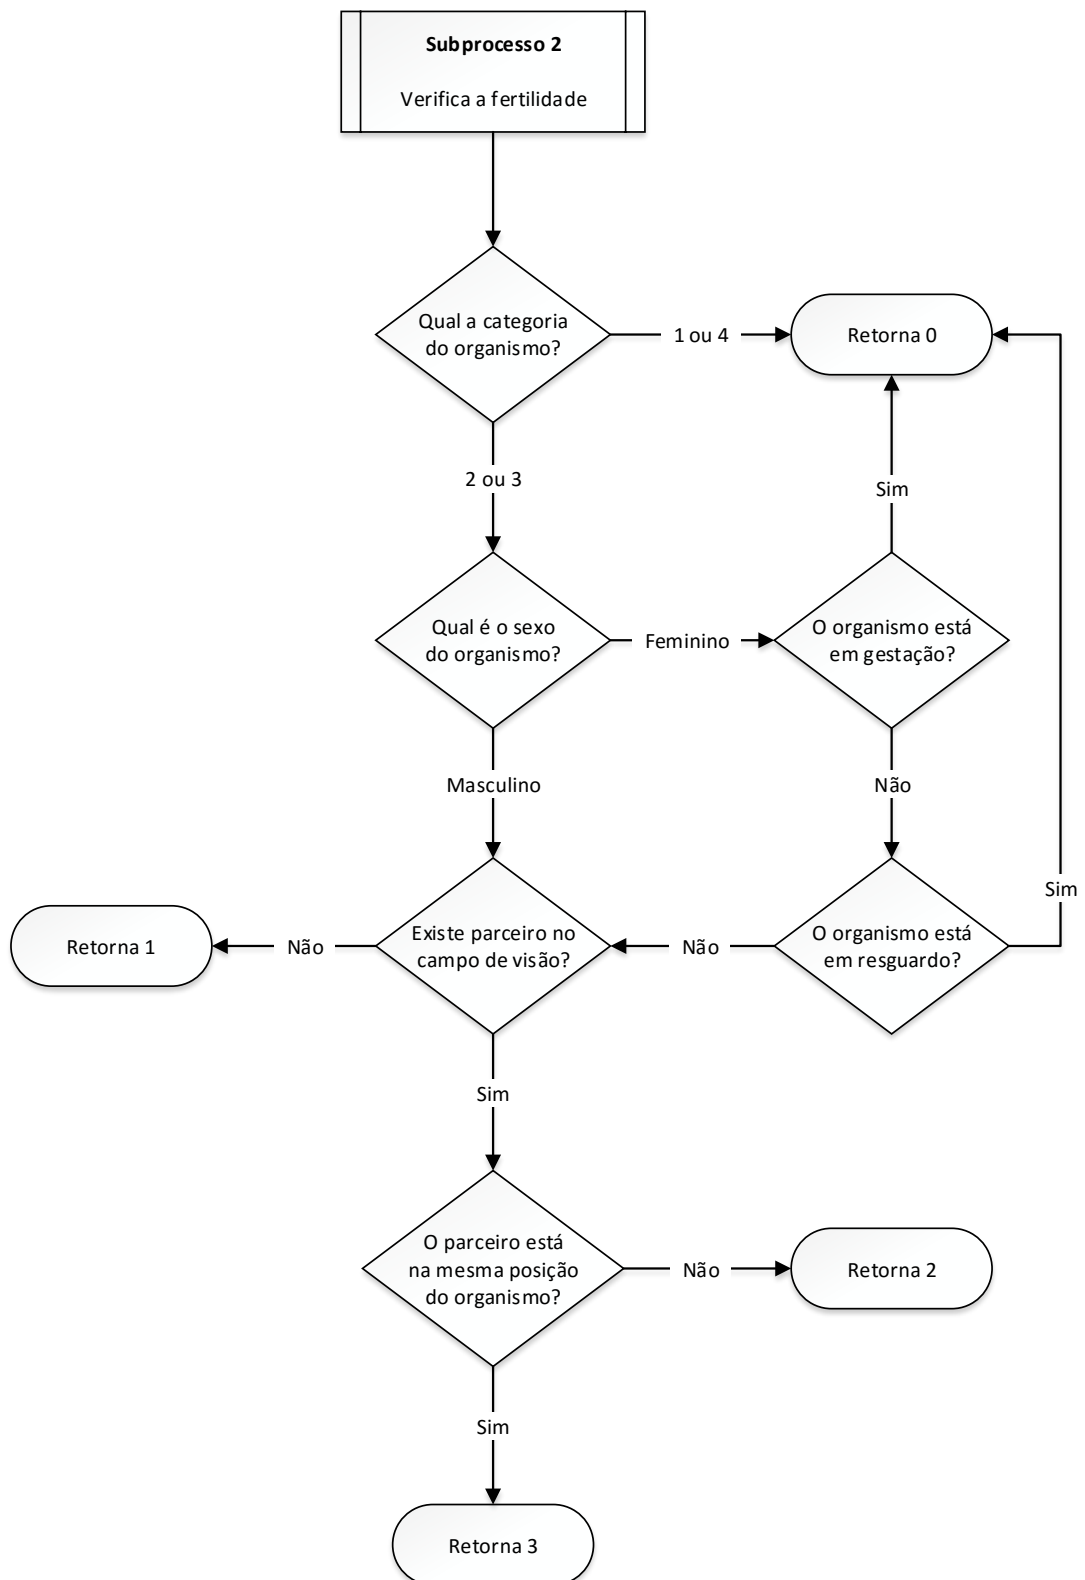 Subprocesso 2
Verifica a fertilidade
Qual a categoria
do organismo?
1 ou 4
Retorna 0
2 ou 3
Sim
Qual é o sexo
do organismo?
Feminino
O organismo está
em gestação?
Masculino
Não
Sim
Retorna 1
Não
Existe parceiro no
campo de visão?
Não
O organismo está
em resguardo?
Sim
O parceiro está
na mesma posição
do organismo?
Não
Retorna 2
Sim
Retorna 3